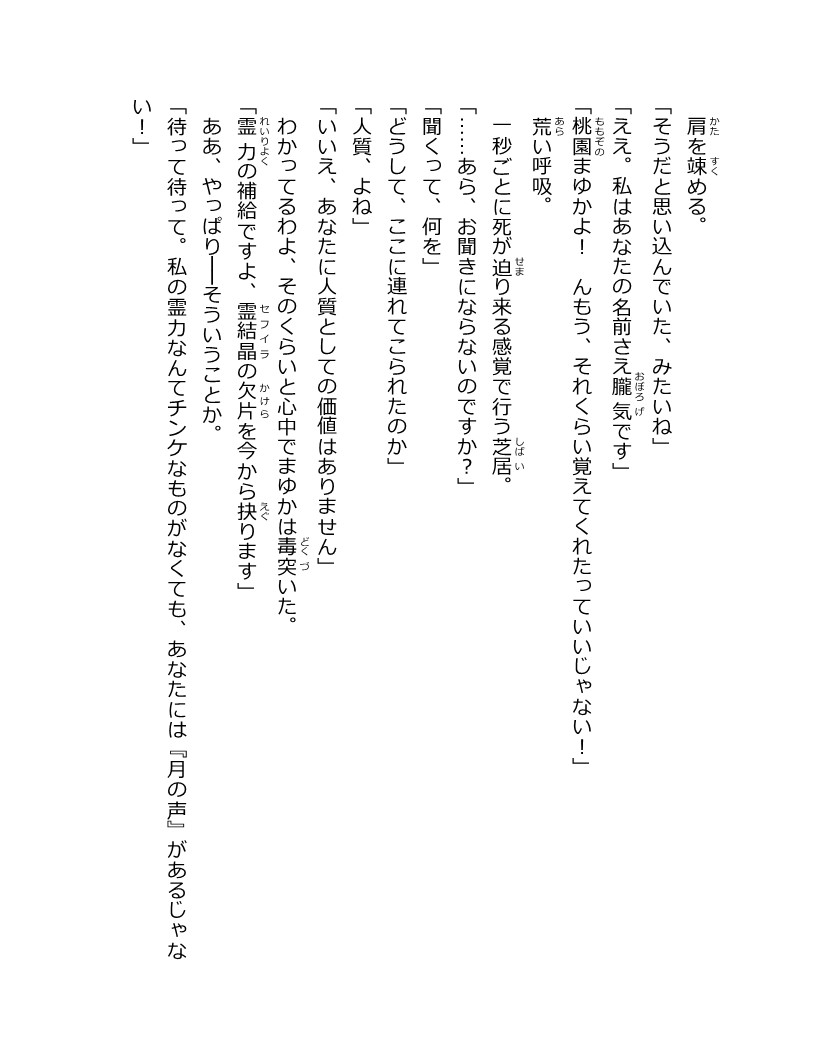 肩を竦める。
「そうだと思い込んでいた、みたいね」
「ええ。私はあなたの名前さえ朧気です」
「桃園まゆかよ！　んもう、それくらい覚えてくれたっていいじゃない！」
荒い呼吸。
一秒ごとに死が迫り来る感覚で行う芝居。
「……あら、お聞きにならないのですか？」
「聞くって、何を」
「どうして、ここに連れてこられたのか」
「人質、よね」
「いいえ、あなたに人質としての価値はありません」
わかってるわよ、そのくらいと心中でまゆかは毒突いた。
「霊力の補給ですよ、霊結晶の欠片を今から抉ります」
ああ、やっぱり――そういうことか。
「待って待って。私の霊力なんてチンケなものがなくても、あなたには『月の声』があるじゃな
い！」